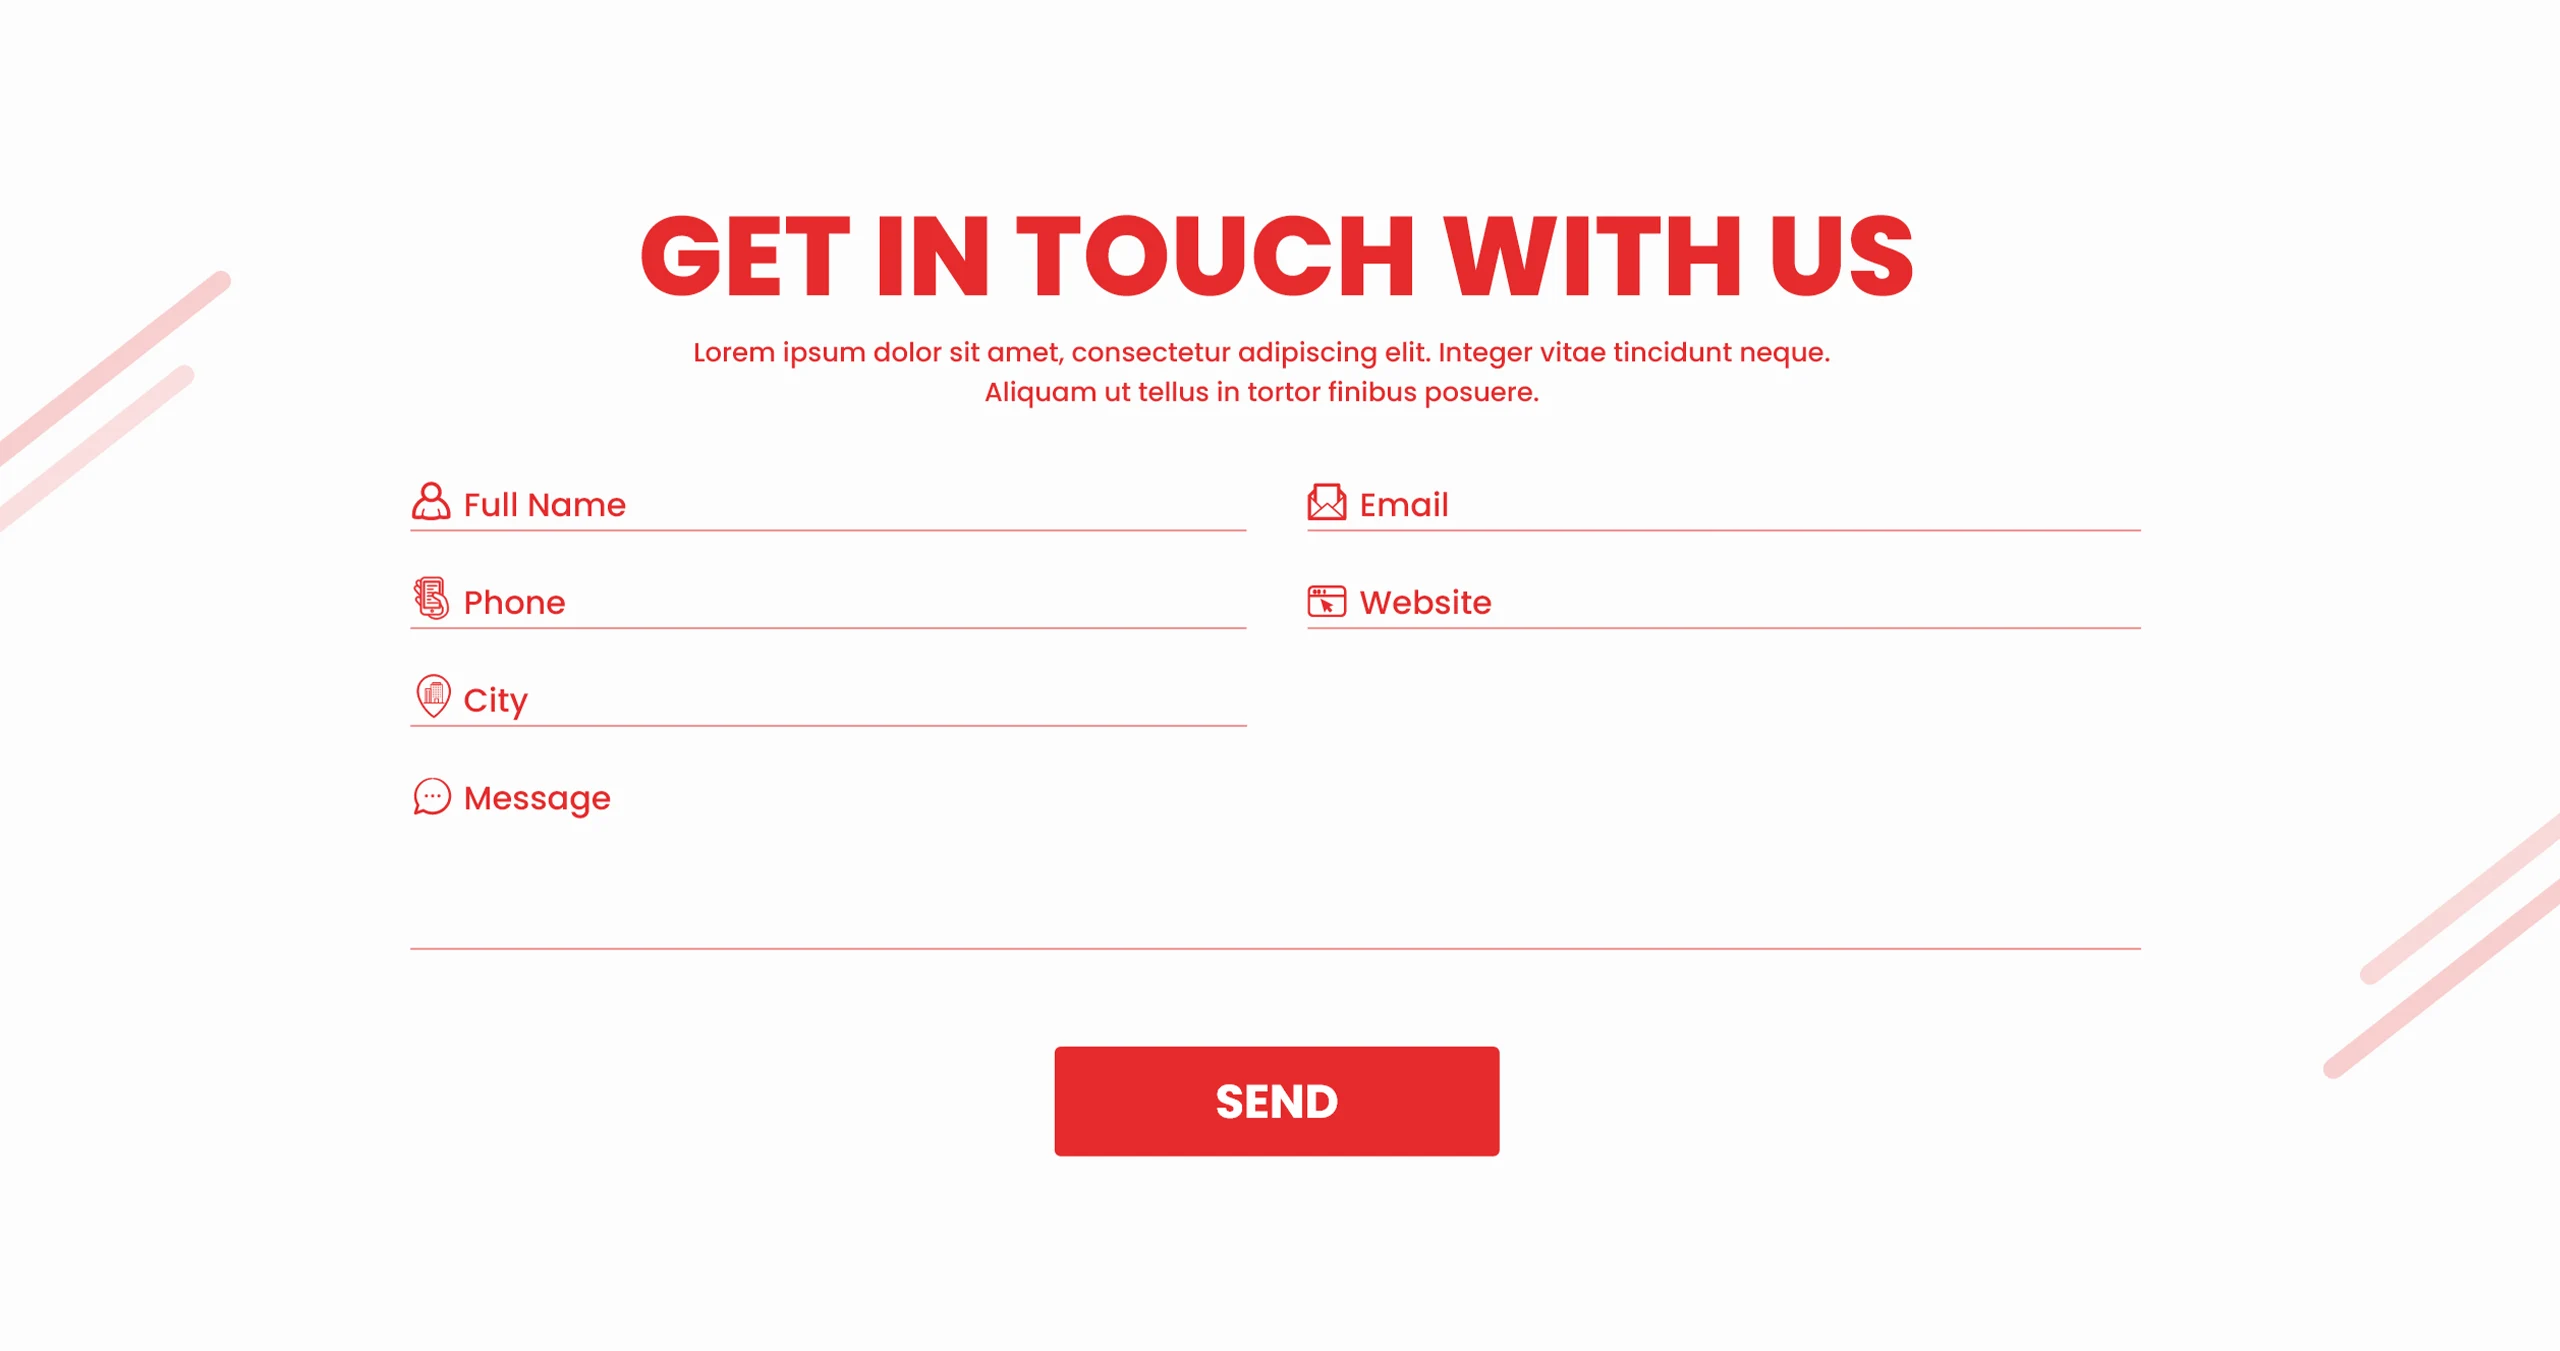 GET IN TOUCH WITH US
Lorem ipsum dolor sit amet, consectetur adipiscing elit. Integer vitae tincidunt neque.
Aliquam ut tellus in tortor finibus posuere.
Full Name
Email
Phone
Website
City
Message
SEND